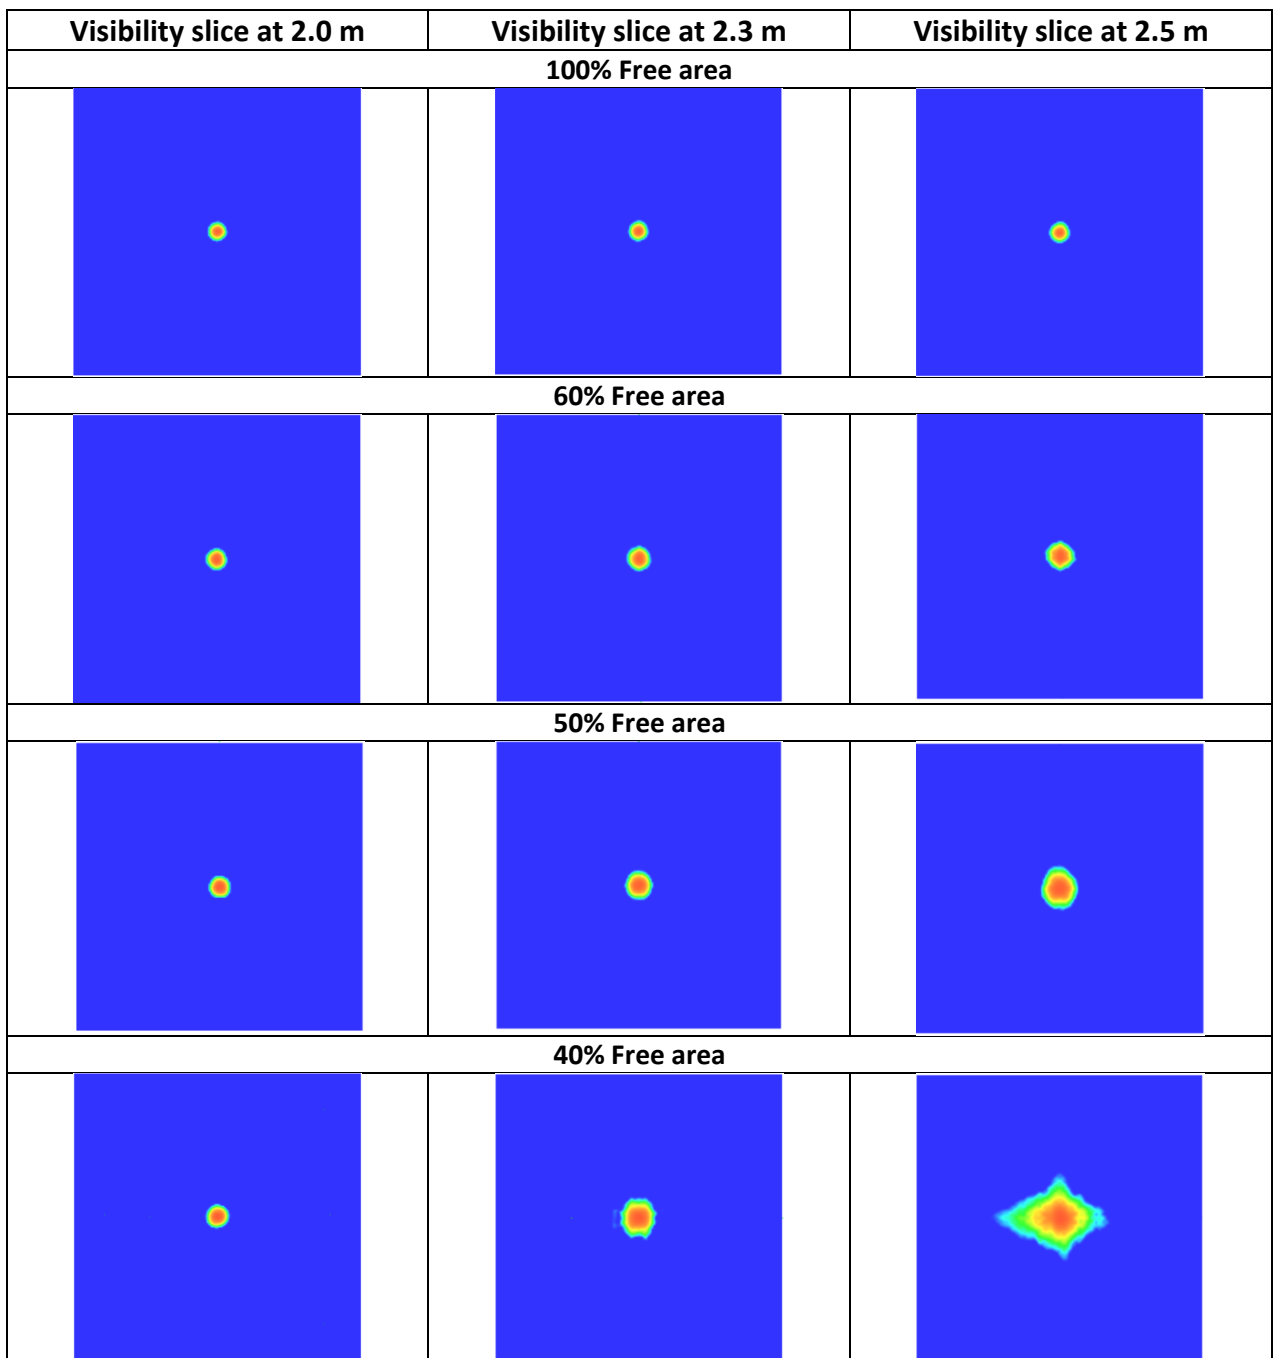 Visibility slice at 2.0 m Visibility slice at 2.3 m Visibility slice at 2.5 m
100% Free area
60% Free area
50% Free area
40% Free area